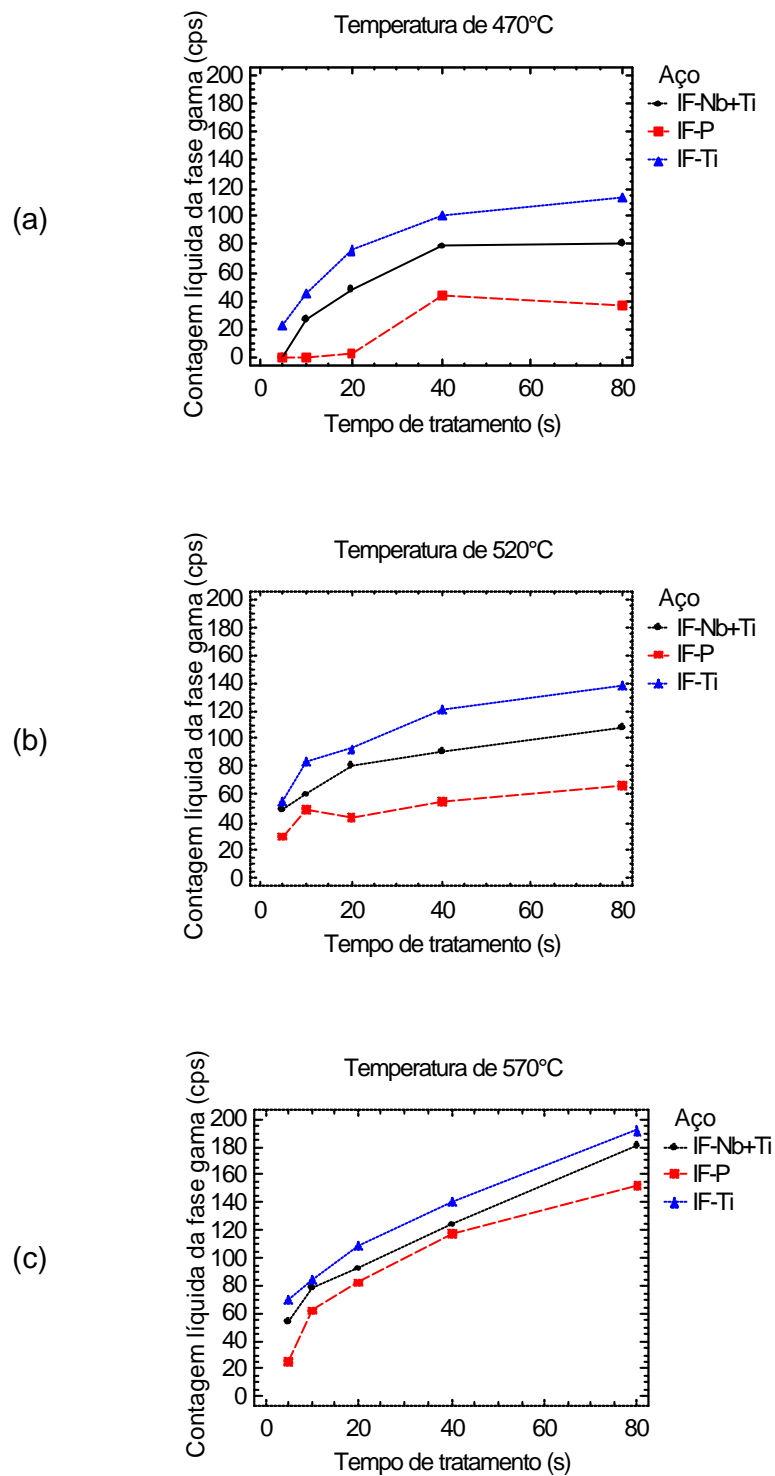 Temperatura de 470°C
(a)
Contagem líquida da fase gama (cps)
200
180
160
140
120
100
80
60
40
20
0
0 20 40 60 80
Tempo de tratamento (s)
Aço
IF-Nb+Ti
IF-P
IF-Ti
Temperatura de 520°C
(b)
Contagem líquida da fase gama (cps)
200
180
160
140
120
100
80
60
40
20
0
0 20 40 60 80
Tempo de tratamento (s)
Aço
IF-Nb+Ti
IF-P
IF-Ti
Temperatura de 570°C
(c)
Contagem líquida da fase gama (cps)
200
180
160
140
120
100
80
60
40
20
0
0 20 40 60 80
Tempo de tratamento (s)
Aço
IF-Nb+Ti
IF-P
IF-Ti